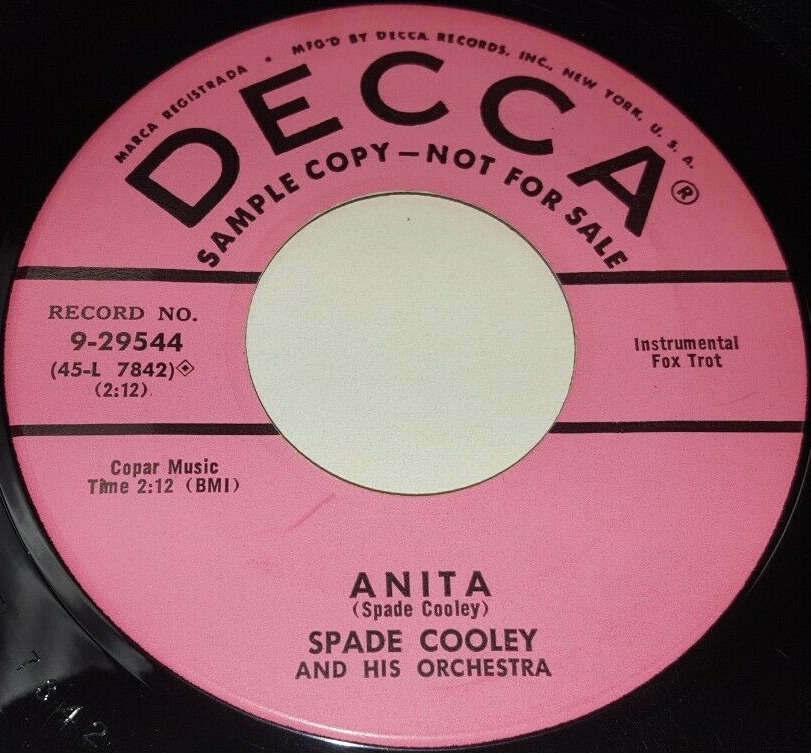 MARCA REGISTRADA • MFG'D BY DECCA RECORDS, INC., NEW YORK, U. S. A.
DECCA®
SAMPLE COPY—NOT FOR SALE
RECORD NO.
9-29544
(45-L 7842)
(2:12)
Instrumental
Fox Trot
Copar Music
Time 2:12 (BMI)
ANITA
(Spade Cooley)
SPADE COOLEY
AND HIS ORCHESTRA
7842